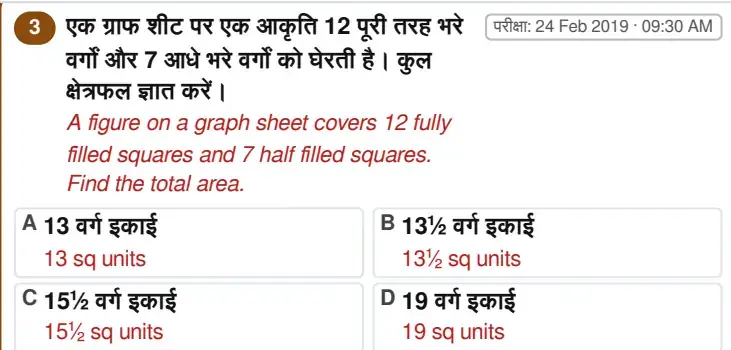 3 एक ग्राफ शीट पर एक आकृति 12 पूरी तरह भरे
परीक्षा: 24 Feb 2019 · 09:30 AM
वर्गों और 7 आधे भरे वर्गों को घेरती है। कुल
क्षेत्रफल ज्ञात करें।
A figure on a graph sheet covers 12 fully
filled squares and 7 half filled squares.
Find the total area.
A 13 वर्ग इकाई
13 sq units
B 13½ वर्ग इकाई
13½ sq units
C 15½ वर्ग इकाई
15½ sq units
D 19 वर्ग इकाई
19 sq units